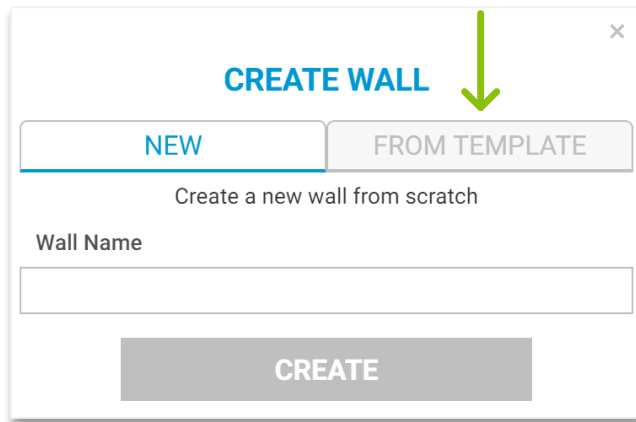 ×
CREATE WALL
NEW
FROM TEMPLATE
Create a new wall from scratch
Wall Name
CREATE